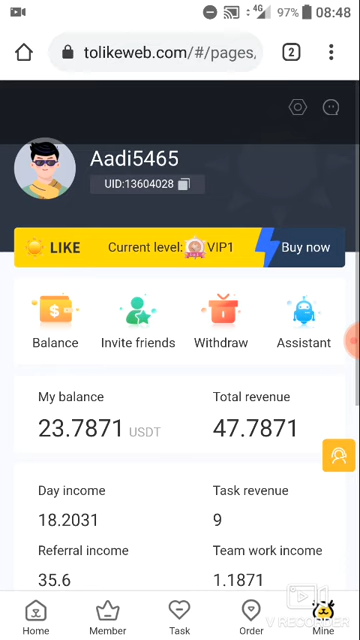 4G 97% 08:48
tolikeweb.com/#/pages, 2
Aadi5465
UID:13604028
LIKE Current level: VIP1 Buy now
Balance Invite friends Withdraw Assistant
My balance Total revenue
23.7871 USDT 47.7871
Day income Task revenue
18.2031 9
Referral income Team work income
35.6 1.1871
V RECORDER
Home Member Task Order Mine